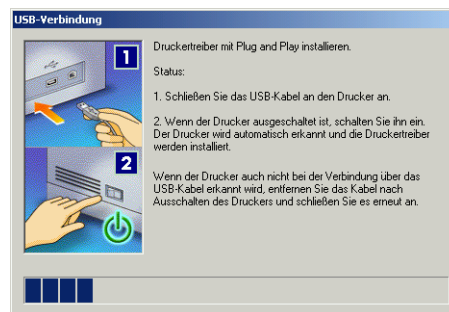 USB-Verbindung
Druckertreiber mit Plug and Play installieren.
Status:
1. Schließen Sie das USB-Kabel an den Drucker an.
2. Wenn der Drucker ausgeschaltet ist, schalten Sie ihn ein.
Der Drucker wird automatisch erkannt und die Druckertreiber
werden installiert.
Wenn der Drucker auch nicht bei der Verbindung über das
USB-Kabel erkannt wird, entfernen Sie das Kabel nach
Ausschalten des Druckers und schließen Sie es erneut an.
1
2